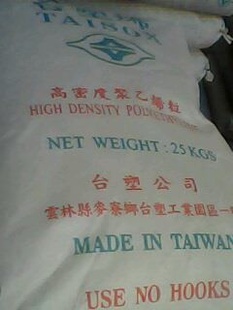 TAISOX
高密度聚乙烯粒
HIGH DENSITY POLYETHYLENE
NET WEIGHT : 25 KGS
台塑公司
雲林縣麥寮鄉台塑工業園區一
MADE IN TAIWAN
USE NO HOOKS